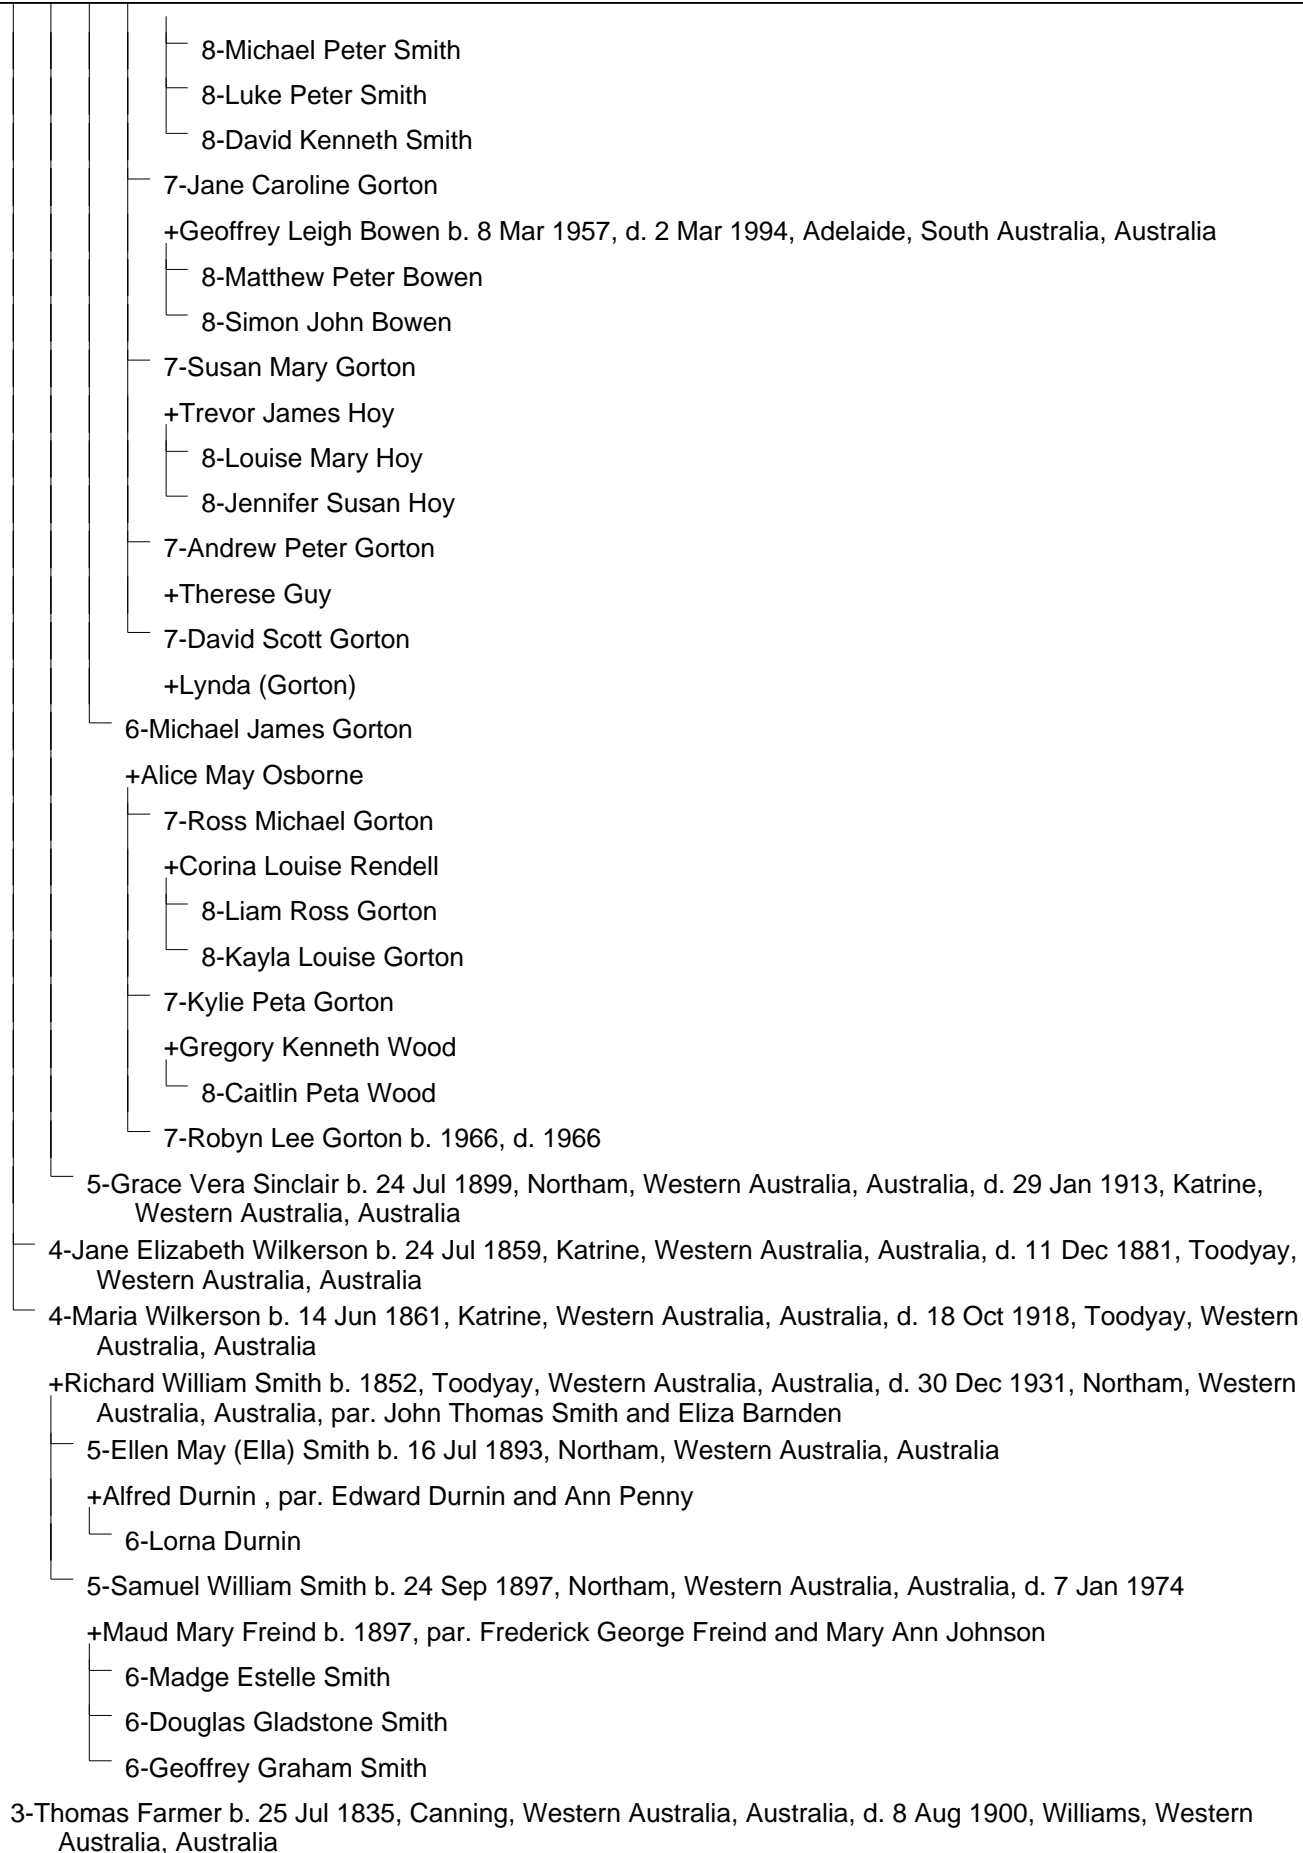 8-Michael Peter Smith
8-Luke Peter Smith
8-David Kenneth Smith
7-Jane Caroline Gorton
+Geoffrey Leigh Bowen b. 8 Mar 1957, d. 2 Mar 1994, Adelaide, South Australia, Australia
8-Matthew Peter Bowen
8-Simon John Bowen
7-Susan Mary Gorton
+Trevor James Hoy
8-Louise Mary Hoy
8-Jennifer Susan Hoy
7-Andrew Peter Gorton
+Therese Guy
7-David Scott Gorton
+Lynda (Gorton)
6-Michael James Gorton
+Alice May Osborne
7-Ross Michael Gorton
+Corina Louise Rendell
8-Liam Ross Gorton
8-Kayla Louise Gorton
7-Kylie Peta Gorton
+Gregory Kenneth Wood
8-Caitlin Peta Wood
7-Robyn Lee Gorton b. 1966, d. 1966
5-Grace Vera Sinclair b. 24 Jul 1899, Northam, Western Australia, Australia, d. 29 Jan 1913, Katrine,
Western Australia, Australia
4-Jane Elizabeth Wilkerson b. 24 Jul 1859, Katrine, Western Australia, Australia, d. 11 Dec 1881, Toodyay,
Western Australia, Australia
4-Maria Wilkerson b. 14 Jun 1861, Katrine, Western Australia, Australia, d. 18 Oct 1918, Toodyay, Western
Australia, Australia
+Richard William Smith b. 1852, Toodyay, Western Australia, Australia, d. 30 Dec 1931, Northam, Western
Australia, Australia, par. John Thomas Smith and Eliza Barnden
5-Ellen May (Ella) Smith b. 16 Jul 1893, Northam, Western Australia, Australia
+Alfred Durnin , par. Edward Durnin and Ann Penny
6-Lorna Durnin
5-Samuel William Smith b. 24 Sep 1897, Northam, Western Australia, Australia, d. 7 Jan 1974
+Maud Mary Freind b. 1897, par. Frederick George Freind and Mary Ann Johnson
6-Madge Estelle Smith
6-Douglas Gladstone Smith
6-Geoffrey Graham Smith
3-Thomas Farmer b. 25 Jul 1835, Canning, Western Australia, Australia, d. 8 Aug 1900, Williams, Western
Australia, Australia